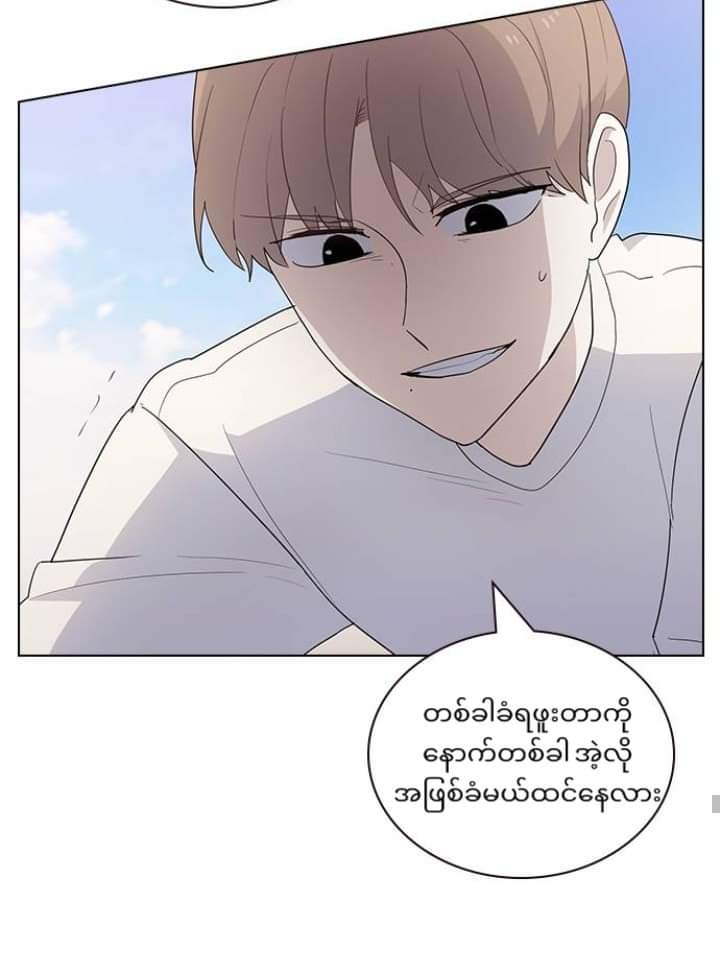 တစ်ခါခံရဖူးတာကို
နောက်တစ်ခါ အဲ့လို
အဖြစ်ခံမယ်ထင်နေလား